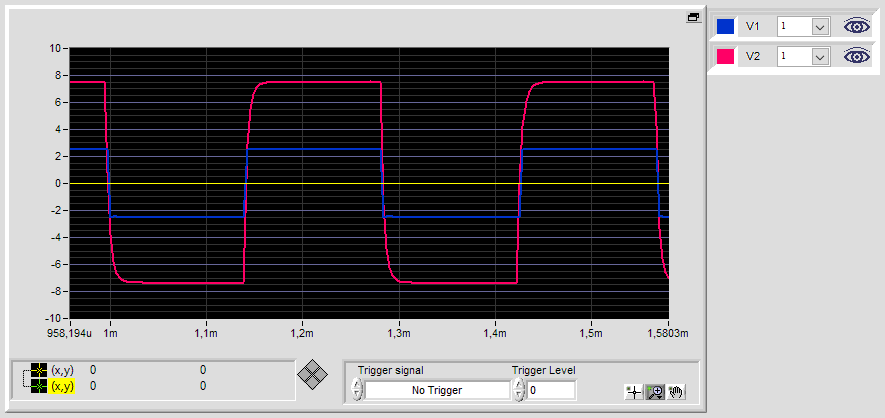 V1 1
V2 1
10
8
6
4
2
0
-2
-4
-6
-8
-10
958,194u 1m 1,1m 1,2m 1,3m 1,4m 1,5m 1,5803m
(x,y) 0 0
(x,y) 0 0
Trigger signal Trigger Level
No Trigger 0